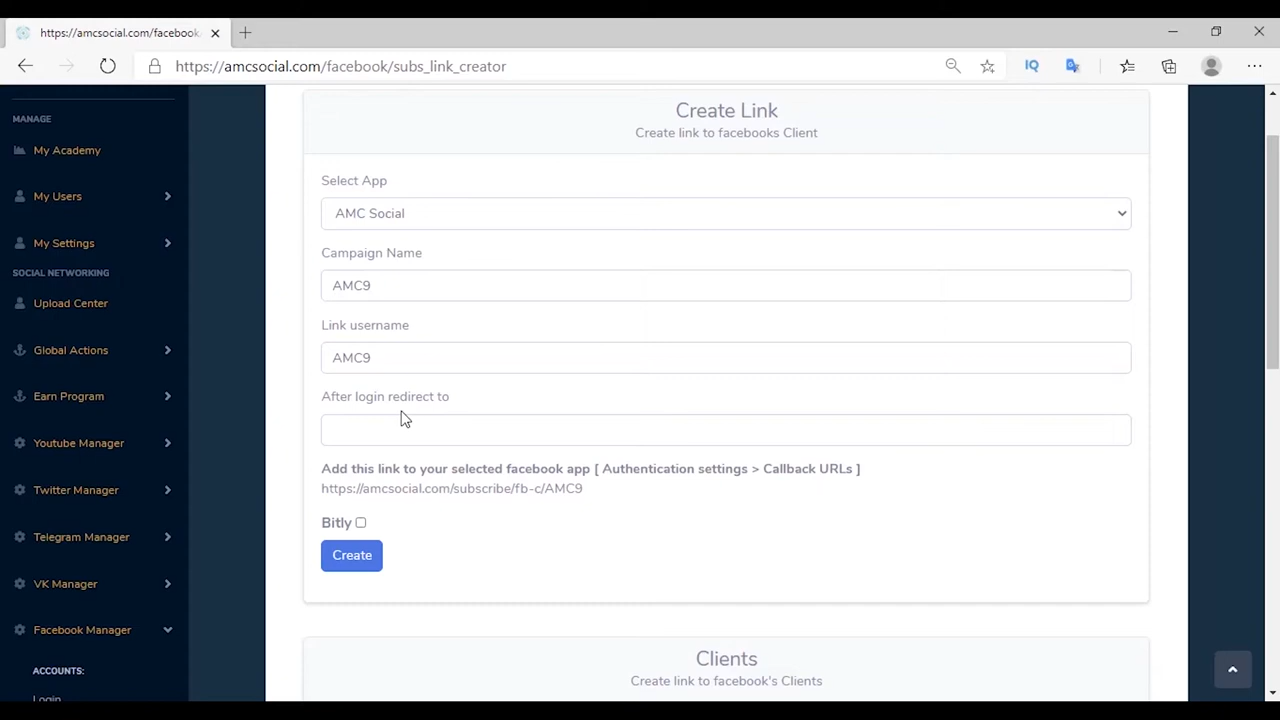 https://amcsocial.com/facebook
https://amcsocial.com/facebook/subs_link_creator
IQ
MANAGE
My Academy
My Users
My Settings
SOCIAL NETWORKING
Upload Center
Global Actions
Earn Program
Youtube Manager
Twitter Manager
Telegram Manager
VK Manager
Facebook Manager
ACCOUNTS:
Login
Create Link
Create link to facebooks Client
Select App
AMC Social
Campaign Name
AMC9
Link username
AMC9
After login redirect to
Add this link to your selected facebook app [ Authentication settings > Callback URLs ]
https://amcsocial.com/subscribe/fb-c/AMC9
Bitly
Create
Clients
Create link to facebook's Clients